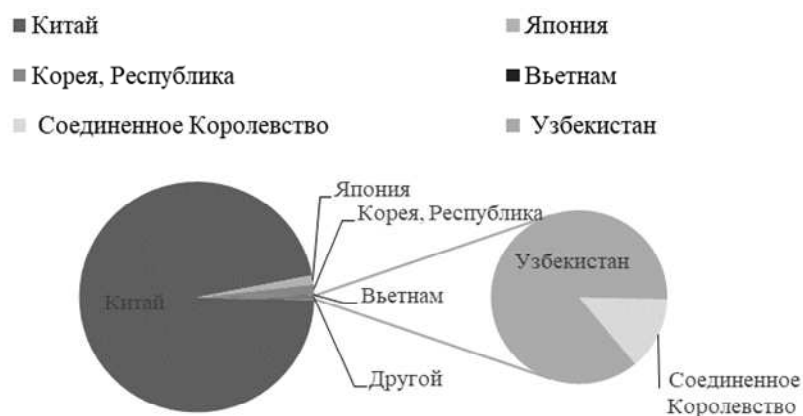 Китай
Япония
Корея, Республика
Вьетнам
Соединенное Королевство
Узбекистан
Япония
Корея, Республика
Узбекистан
Китай
Вьетнам
Другой
Соединенное
Королевство